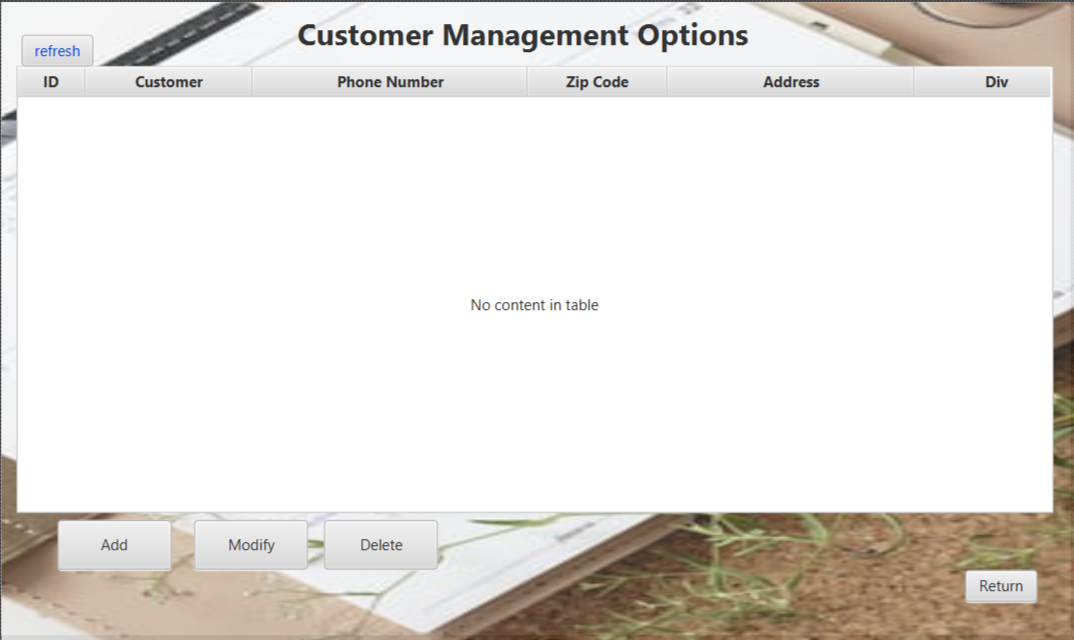 Customer Management Options
refresh
ID Customer Phone Number Zip Code Address Div
No content in table
Add Modify Delete
Return